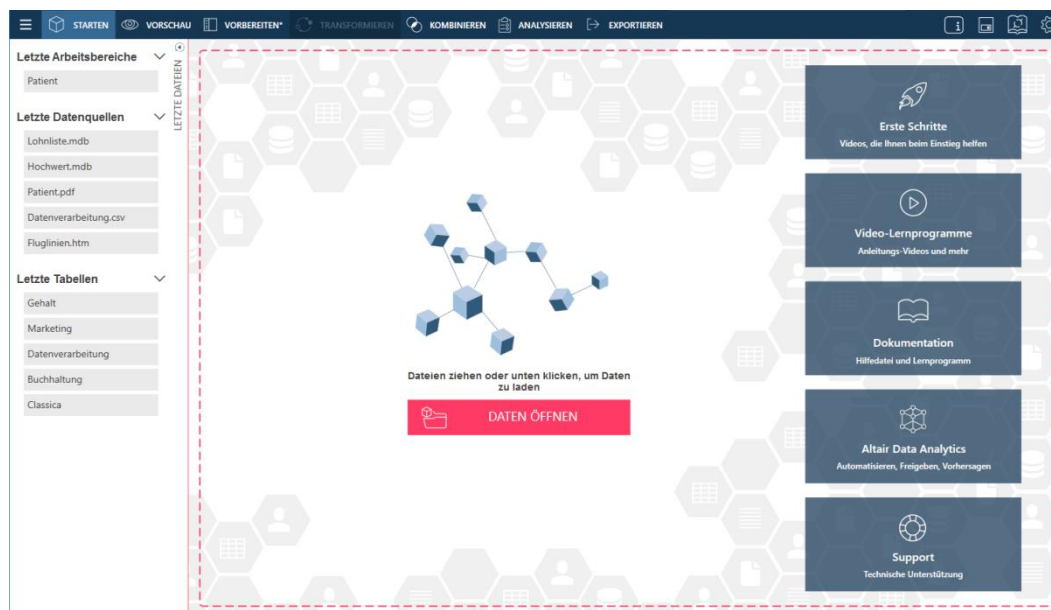 STARTEN VORSCHAU VORBEREITEN* TRANSFORMIEREN KOMBINIEREN ANALYSIEREN EXPORTIEREN
LETZTE DATEIEN
Letzte Arbeitsbereiche
Patient
Letzte Datenquellen
Lohnliste.mdb
Hochwert.mdb
Patient.pdf
Datenverarbeitung.csv
Fluglinien.htm
Letzte Tabellen
Gehalt
Marketing
Datenverarbeitung
Buchhaltung
Classica
Dateien ziehen oder unten klicken, um Daten
zu laden
DATEN ÖFFNEN
Erste Schritte
Videos, die Ihnen beim Einstieg helfen
Video-Lernprogramme
Anleitungs-Videos und mehr
Dokumentation
Hilfedatei und Lernprogramm
Altair Data Analytics
Automatisieren, Freigeben, Vorhersagen
Support
Technische Unterstützung